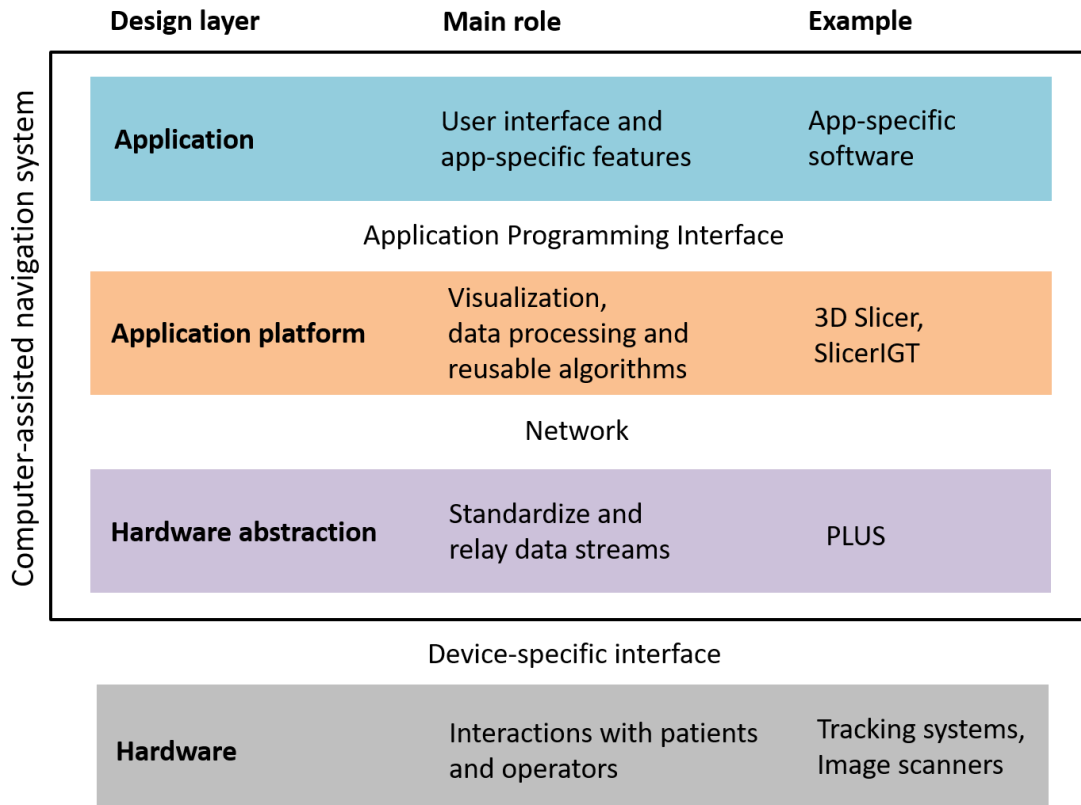 Design layer
Main role
Example
Computer-assisted navigation system
Application
User interface and
app-specific features
App-specific
software
Application Programming Interface
Application platform
Visualization,
data processing and
reusable algorithms
3D Slicer,
SlicerIGT
Network
Hardware abstraction
Standardize and
relay data streams
PLUS
Device-specific interface
Hardware
Interactions with patients
and operators
Tracking systems,
Image scanners